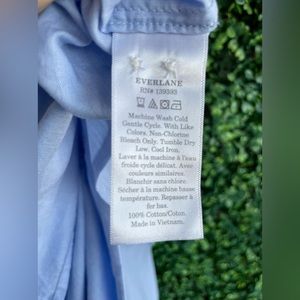 EVERLANE
RN# 139393
Machine Wash Cold
Gentle Cycle. With Like
Colors. Non-Chlorine
Bleach Only. Tumble Dry
Low. Cool Iron.
Laver à la machine à l'eau
froide cycle délicat. Avec
couleurs similaires.
Blanchir sans chlore.
Sécher à la machine basse
température. Repasser à
fer bas.
100% Cotton/Coton.
Made in Vietnam.